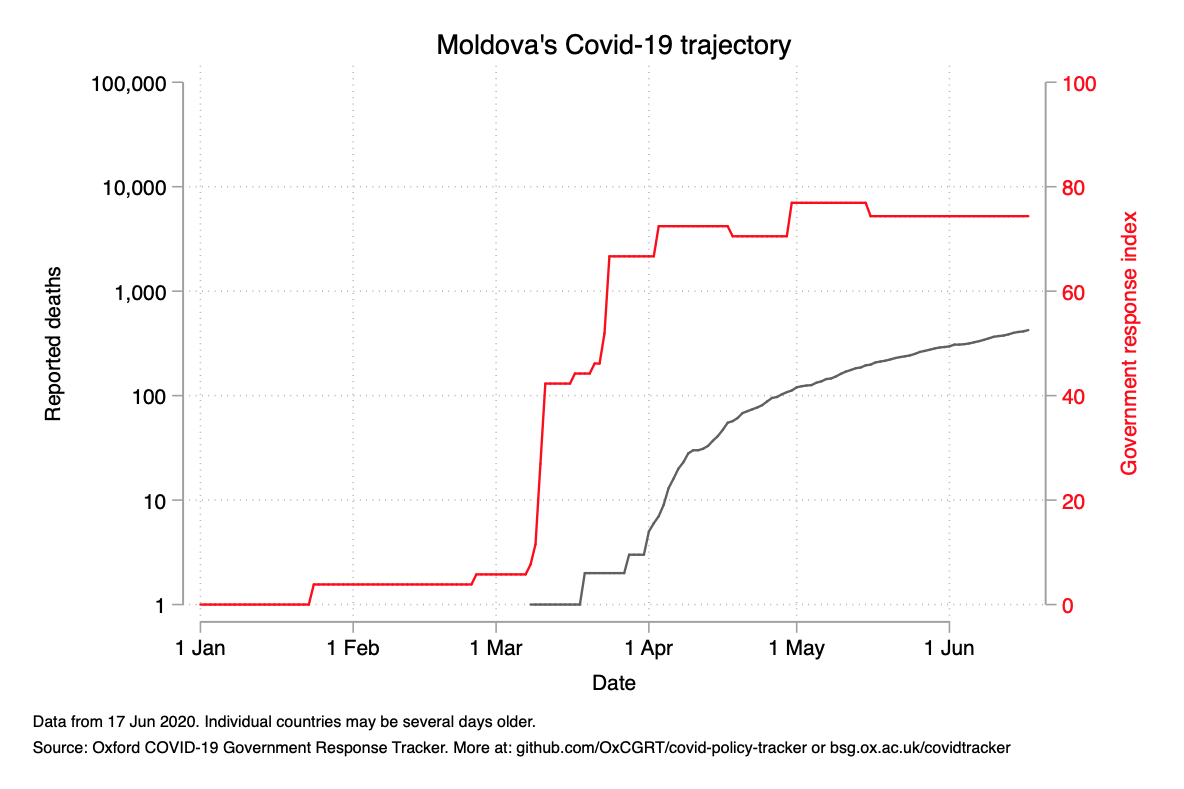 Moldova's Covid-19 trajectory
100,000
10,000
1,000
100
10
1
Reported deaths
100
80
60
40
20
0
Government response index
1 Jan
1 Feb
1 Mar
1 Apr
1 May
1 Jun
Date
Data from 17 Jun 2020. Individual countries may be several days older.
Source: Oxford COVID-19 Government Response Tracker. More at: github.com/OxCGRT/covid-policy-tracker or bsg.ox.ac.uk/covidtracker